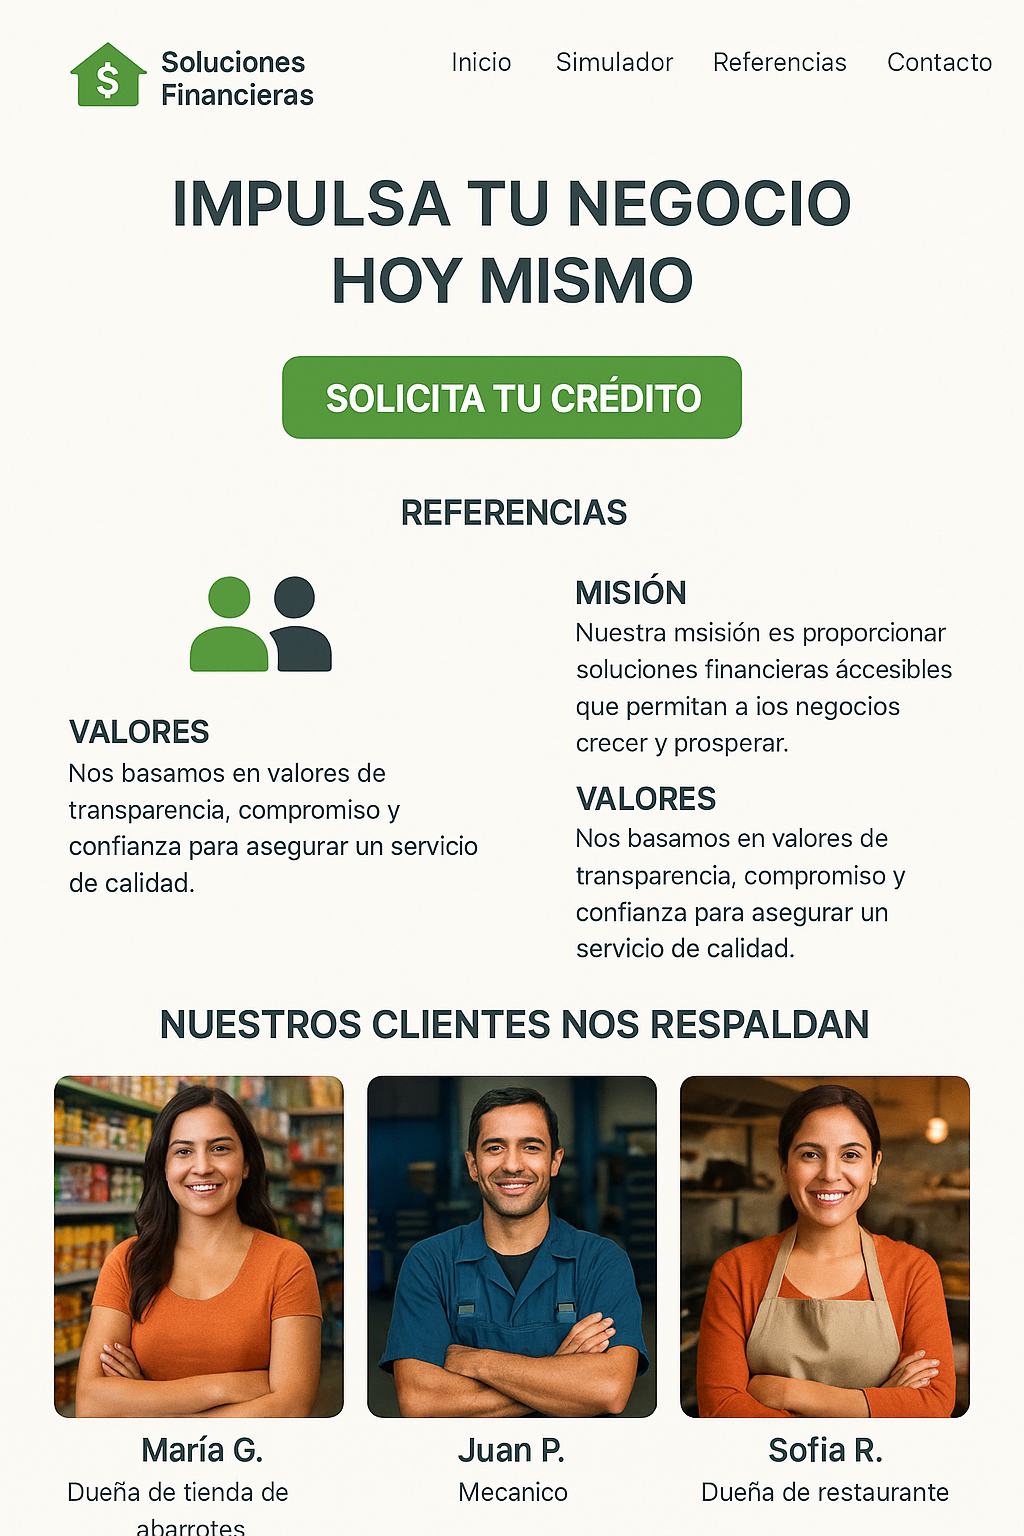 Soluciones
Financieras
Inicio Simulador Referencias Contacto
IMPULSA TU NEGOCIO
HOY MISMO
SOLICITA TU CRÉDITO
REFERENCIAS
VALORES
Nos basamos en valores de
transparencia, compromiso y
confianza para asegurar un servicio
de calidad.
MISIÓN
Nuestra msisión es proporcionar
soluciones financieras áccesibles
que permitan a ios negocios
crecer y prosperar.
VALORES
Nos basamos en valores de
transparencia, compromiso y
confianza para asegurar un
servicio de calidad.
NUESTROS CLIENTES NOS RESPALDAN
María G.
Dueña de tienda de
abarrotes
Juan P.
Mecanico
Sofia R.
Dueña de restaurante